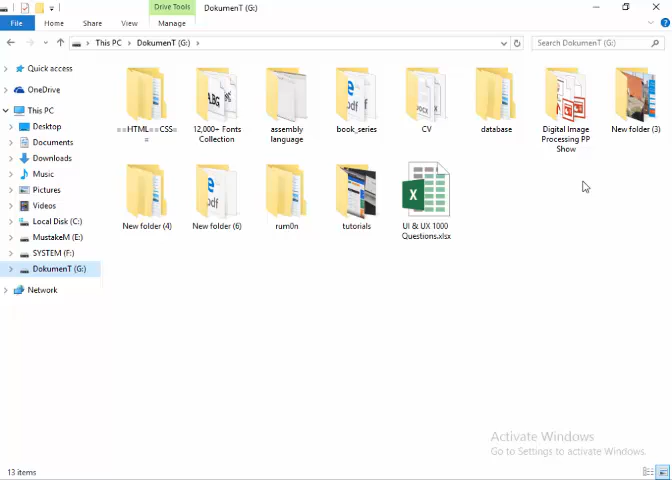 Drive Tools DokumenT (G:)
File Home Share View Manage
This PC > DokumenT (G:) > Search DokumenT (G:)
Quick access
OneDrive
This PC
Desktop
Documents
Downloads
Music
Pictures
Videos
Local Disk (C:)
MustakeM (E:)
SYSTEM (F:)
DokumenT (G:)
Network
==HTML==CSS=
=
12,000+ Fonts
Collection
assembly
language
book_series
CV
database
Digital Image
Processing PP
Show
New folder (3)
New folder (4)
New folder (6)
rum0n
tutorials
UI & UX 1000
Questions.xlsx
Activate Windows
Go to Settings to activate Windows.
13 items